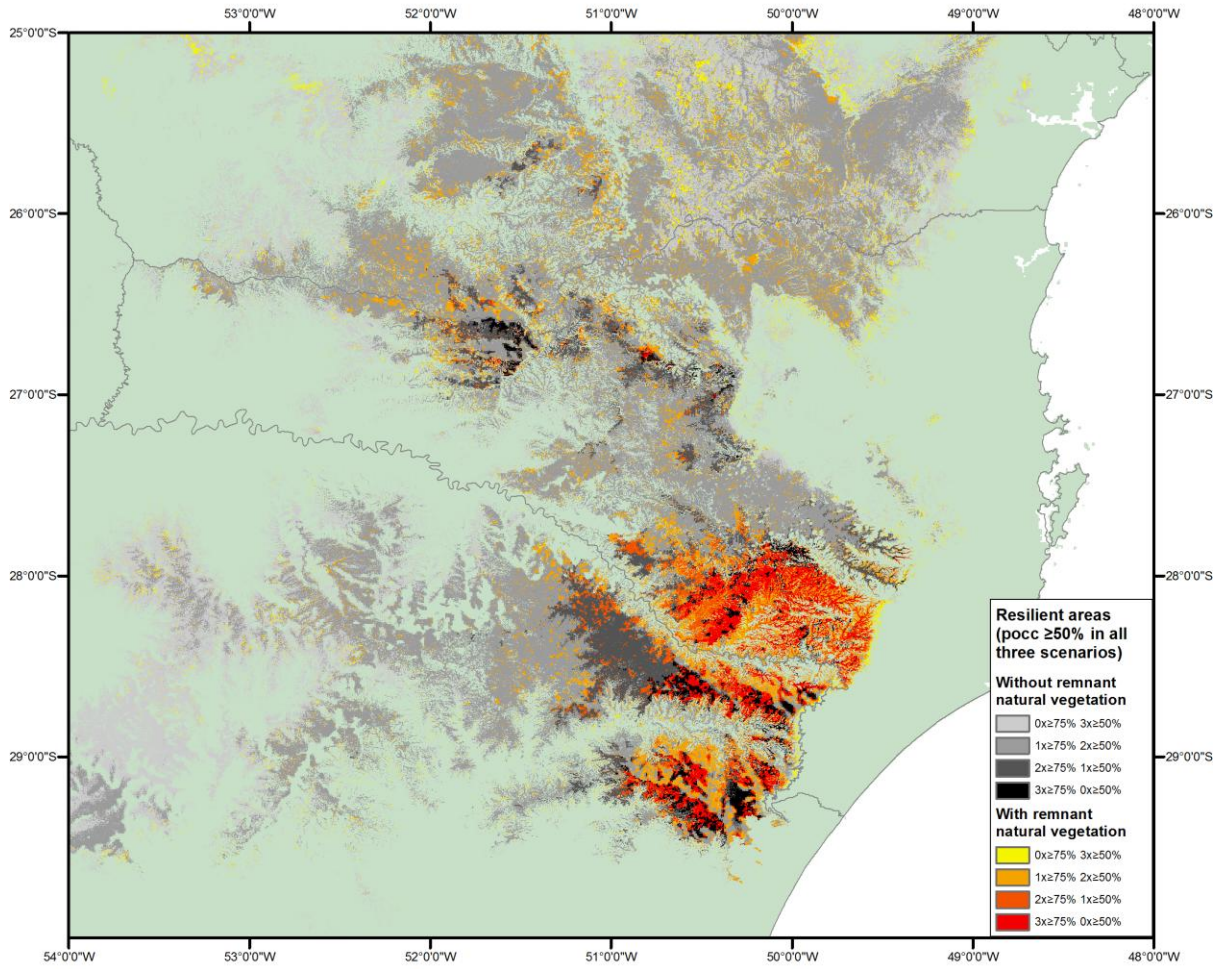 53°0'0"W 52°0'0"W 51°0'0"W 50°0'0"W 49°0'0"W 48°0'0"W
25°0'0"S
26°0'0"S 26°0'0"S
27°0'0"S 27°0'0"S
28°0'0"S 28°0'0"S
29°0'0"S 29°0'0"S
Resilient areas
(pocc ≥50% in all
three scenarios)
Without remnant
natural vegetation
0x≥75% 3x≥50%
1x≥75% 2x≥50%
2x≥75% 1x≥50%
3x≥75% 0x≥50%
With remnant
natural vegetation
0x≥75% 3x≥50%
1x≥75% 2x≥50%
2x≥75% 1x≥50%
3x≥75% 0x≥50%
54°0'0"W 53°0'0"W 52°0'0"W 51°0'0"W 50°0'0"W 49°0'0"W 48°0'0"W